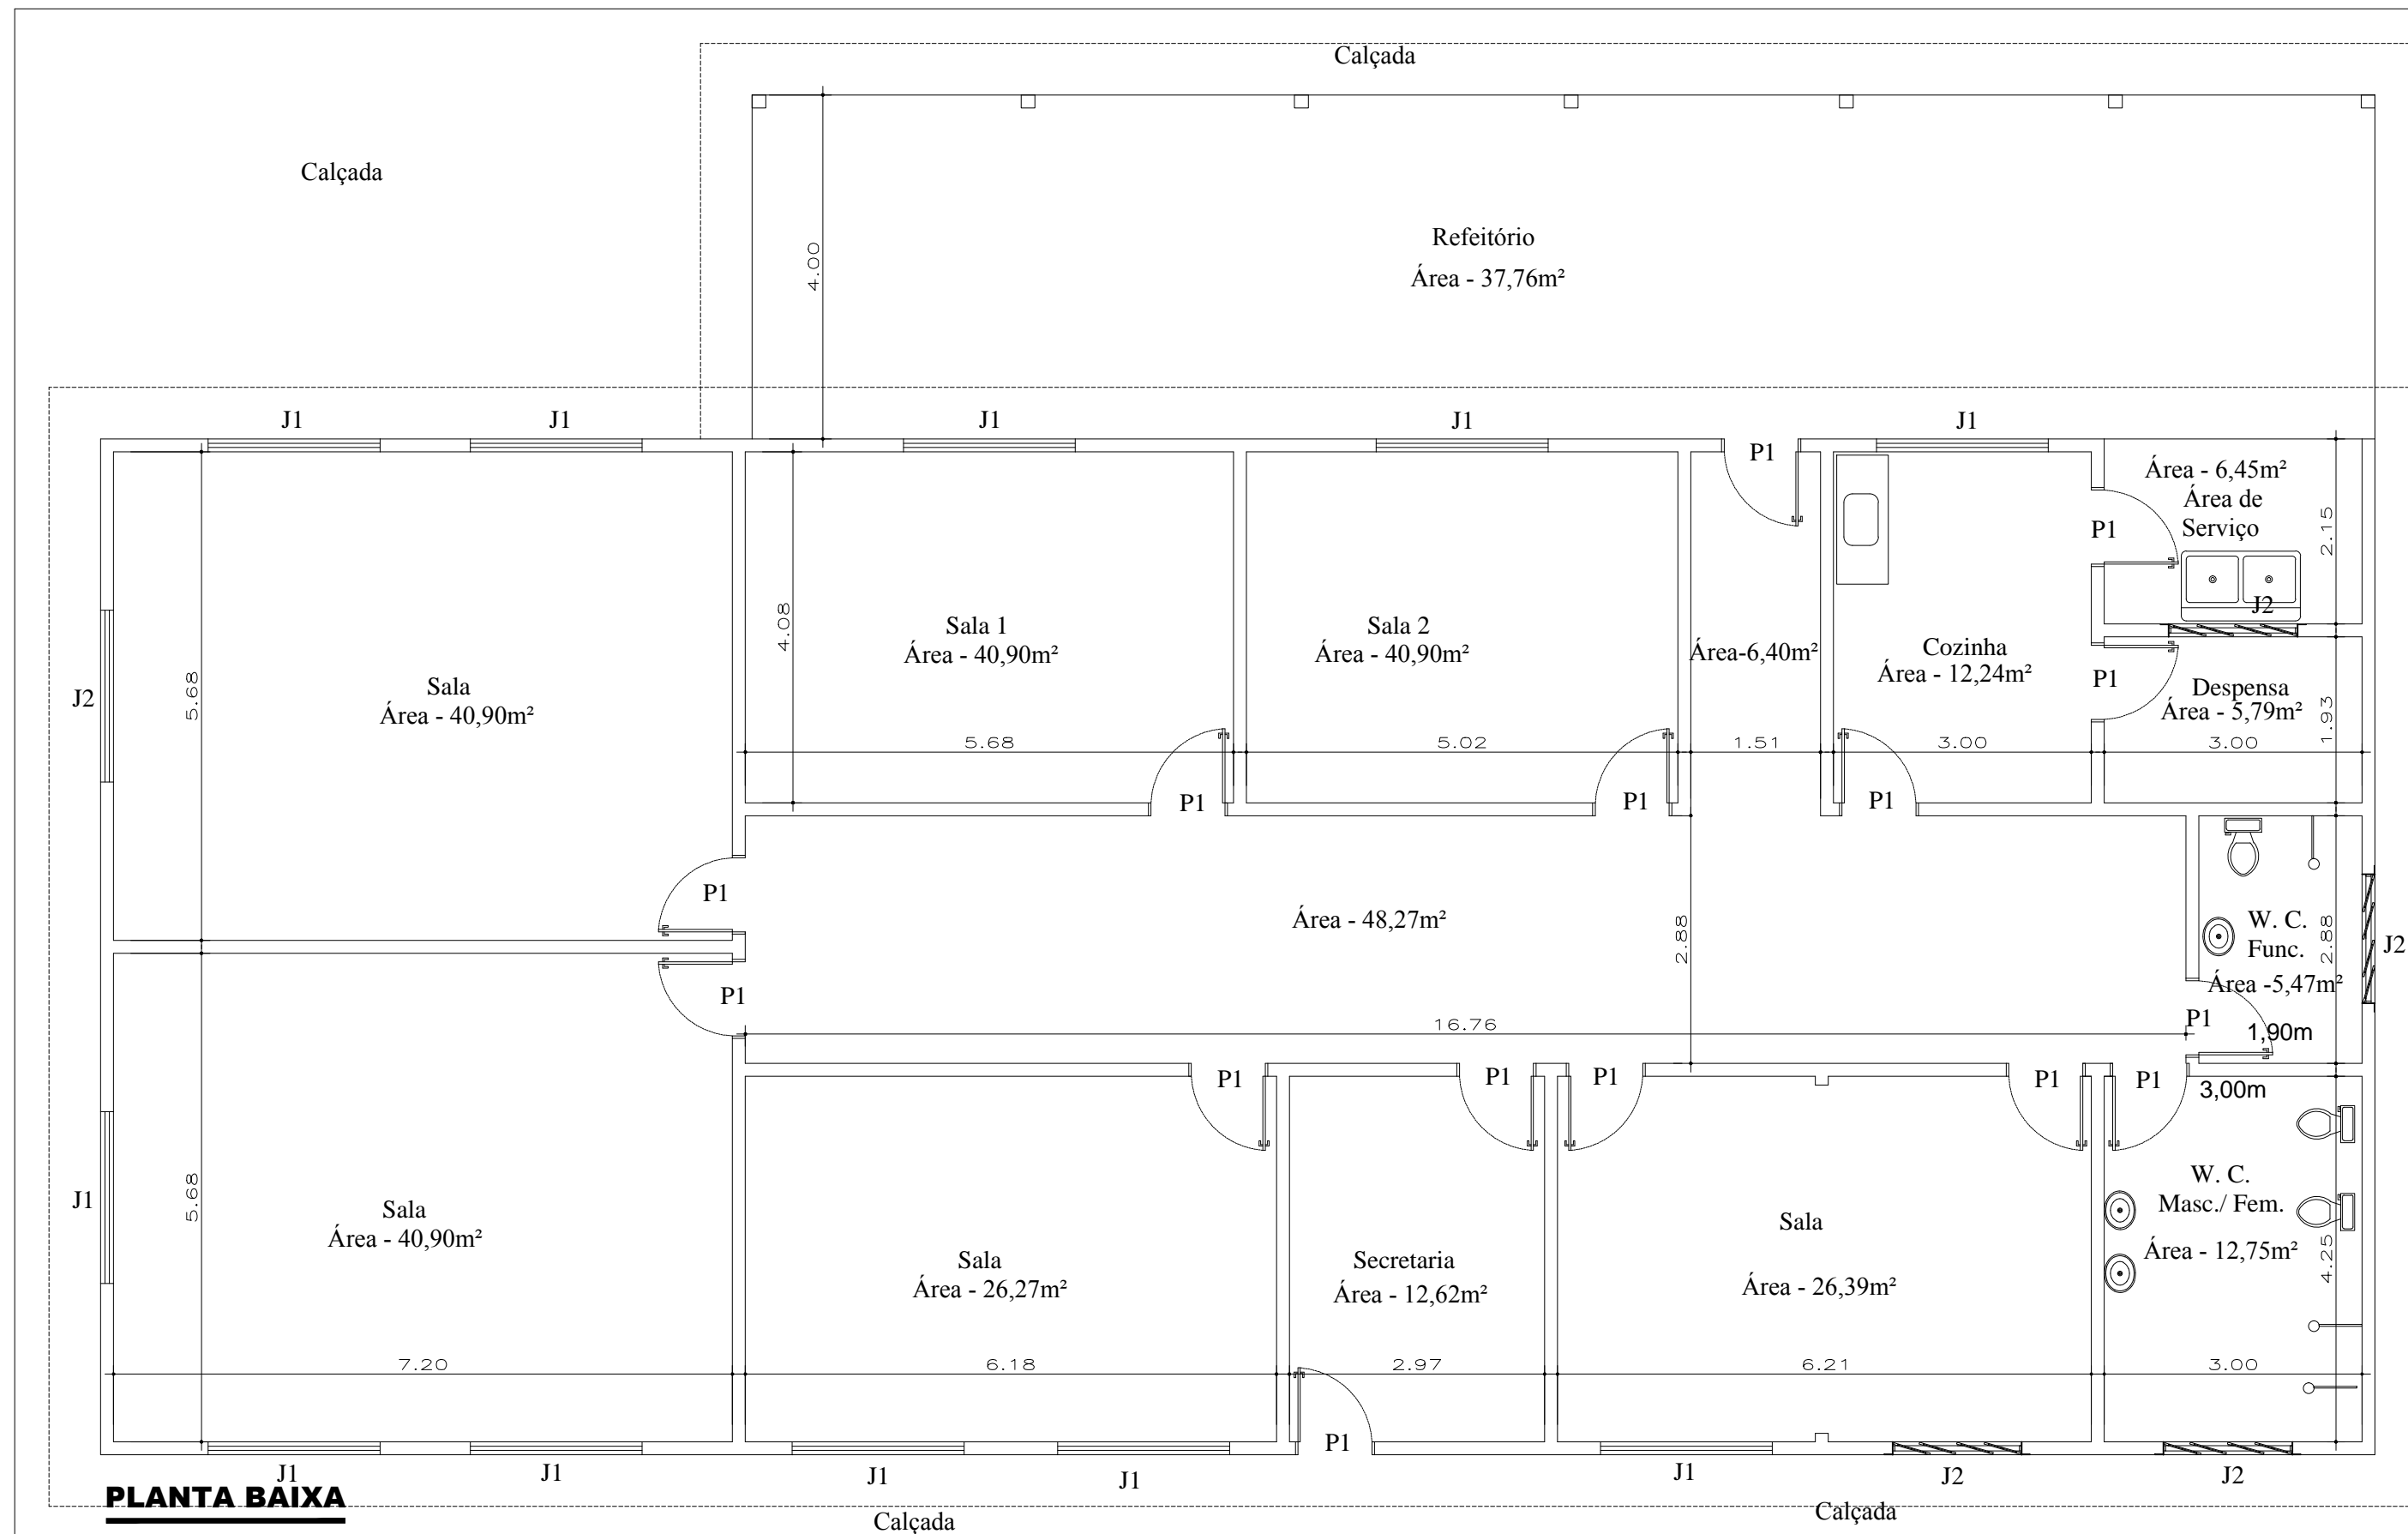 Calçada
Calçada
Refeitório
Área - 37,76m²
4.00
J1
J1
J1
J1
J1
P1
Área - 6,45m²
Área de
Serviço
P1
2.15
J2
J2
5.68
Sala
Área - 40,90m²
4.08
Sala 1
Área - 40,90m²
Sala 2
Área - 40,90m²
Área-6,40m²
Cozinha
Área - 12,24m²
P1
Despensa
Área - 5,79m²
1.93
5.68
5.02
1.51
3.00
3.00
P1
P1
P1
P1
Área - 48,27m²
2.88
W. C.
Func.
Área -5,47m²
2.88
J2
P1
P1
1,90m
16.76
P1
P1
P1
P1
P1
3,00m
J1
5.68
Sala
Área - 40,90m²
Sala
Área - 26,27m²
Secretaria
Área - 12,62m²
Sala
Área - 26,39m²
W. C.
Masc./ Fem.
Área - 12,75m²
4.25
7.20
6.18
2.97
6.21
3.00
P1
J1
J1
J1
J1
J1
J2
J2
PLANTA BAIXA
Calçada
Calçada